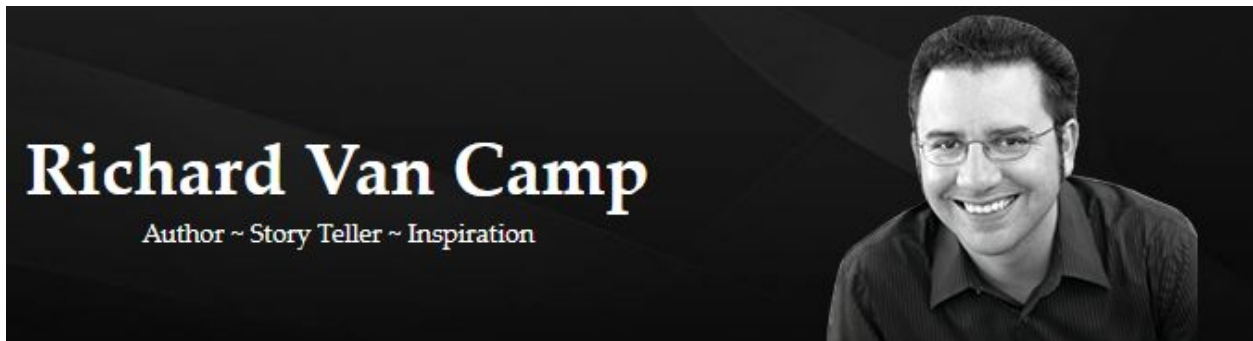 Richard Van Camp
Author ~ Story Teller ~ Inspiration